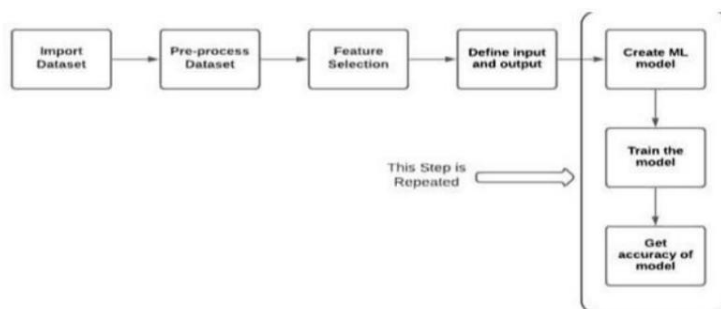 Import
Dataset
Pre-process
Dataset
Feature
Selection
Define input
and output
Create ML
model
This Step is
Repeated
Train the
model
Get
accuracy of
model